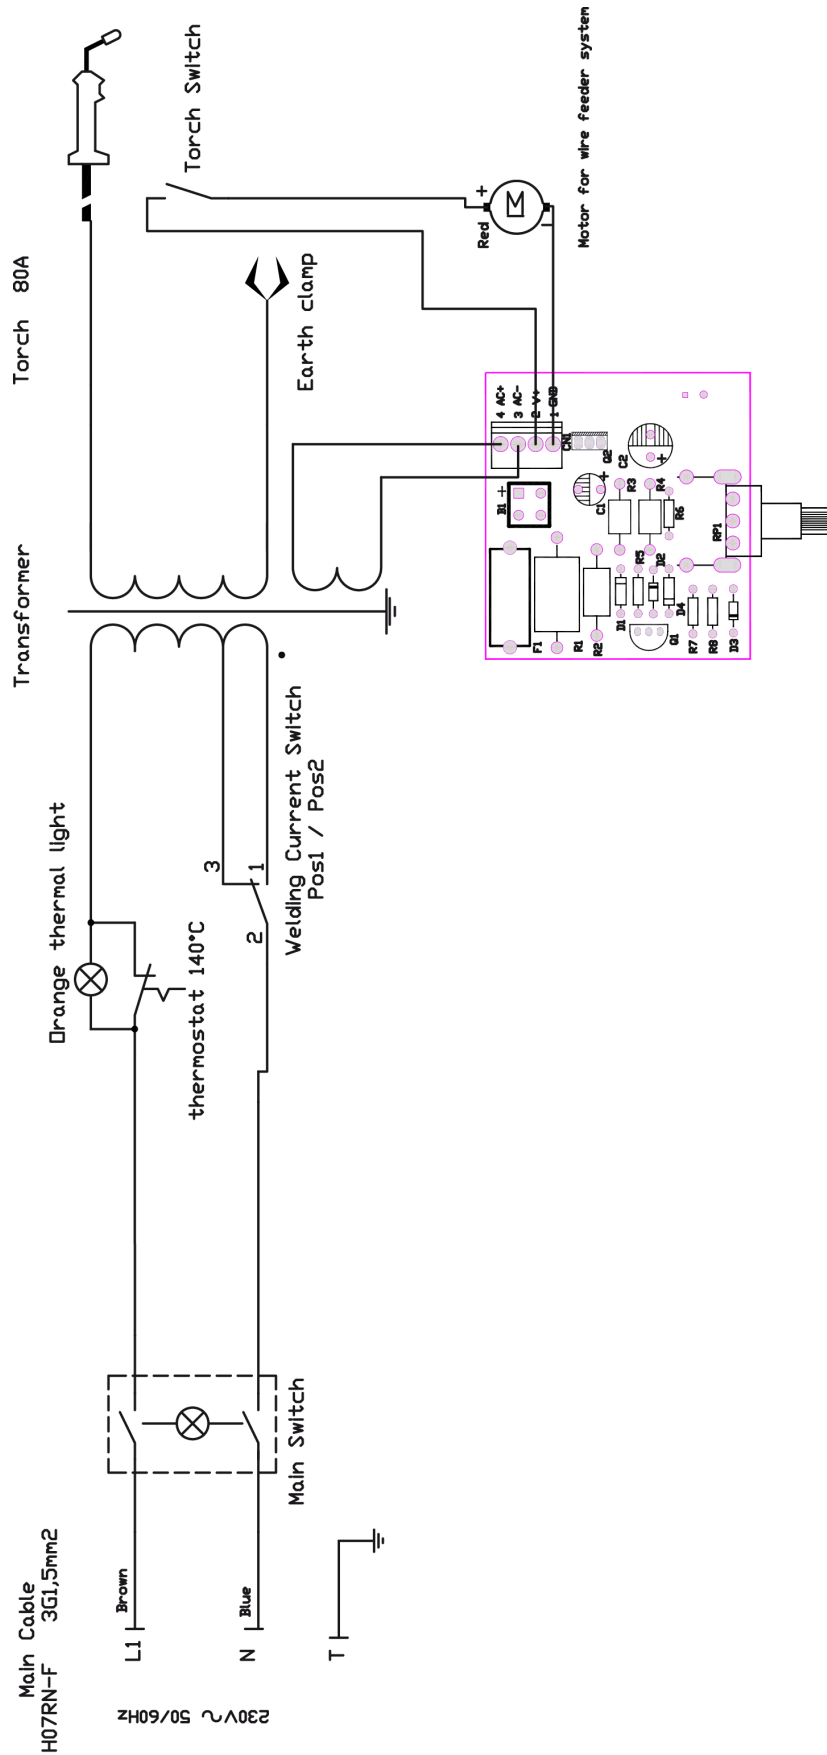 Main Cable
H07RN-F 3G1,5mm2
230V 50/60Hz
L1
Brown
N
Blue
T
Main Switch
Orange thermal light
thermostat 140°C
2
3
1
Welding Current Switch
Pos1 / Pos2
Transformer
Torch 80A
Earth clamp
Torch Switch
Red
+
M
Motor for wire feeder system
4 AC+
3 AC-
2 V+
1 GND
CN1
Q2
C2
+
B1
+
C1
+
R3
R4
R6
RP1
R5
D2
F1
R1
R2
D1
Q1
D4
R7
R8
D3